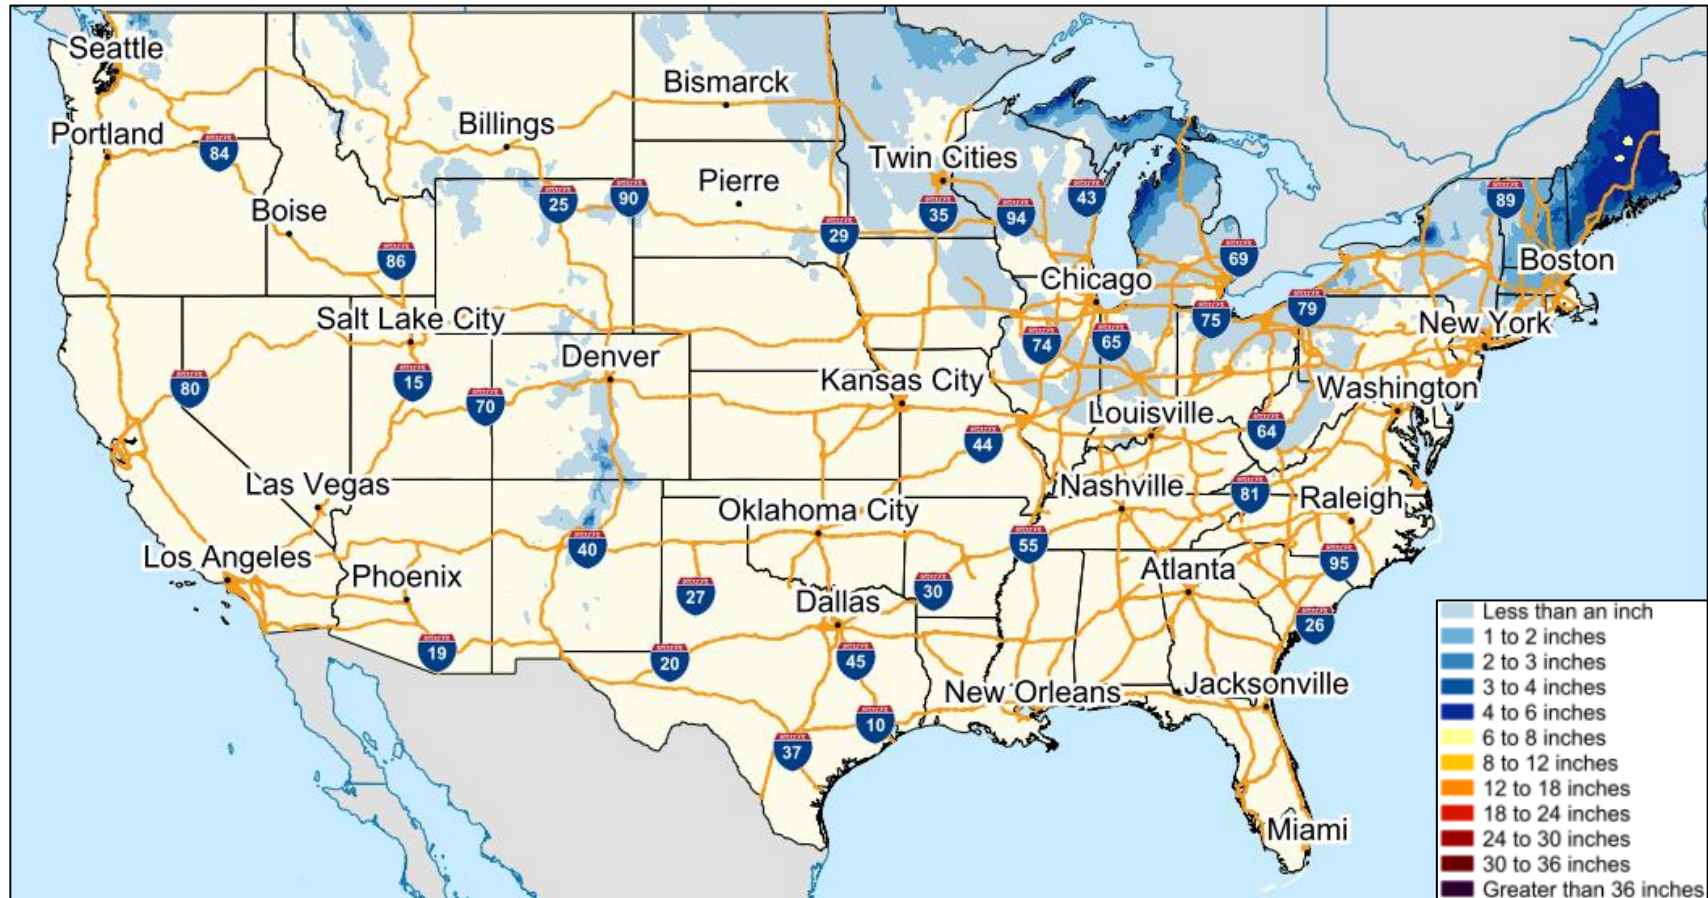 Seattle
Bismarck
Portland
Billings
84
Twin Cities
Pierre
89
90
43
25
Boise
35
94
29
69
86
Boston
Chicago
79
Salt Lake City
75
New York
74
65
Denver
15
Kansas City
80
Washington
70
Louisville
64
44
Las Vegas
Nashville
81
Raleigh
Oklahoma City
40
55
Los Angeles
95
Phoenix
Atlanta
27
30
Dallas
26
19
20
45
New Orleans
Jacksonville
10
37
Miami
Less than an inch
1 to 2 inches
2 to 3 inches
3 to 4 inches
4 to 6 inches
6 to 8 inches
8 to 12 inches
12 to 18 inches
18 to 24 inches
24 to 30 inches
30 to 36 inches
Greater than 36 inches